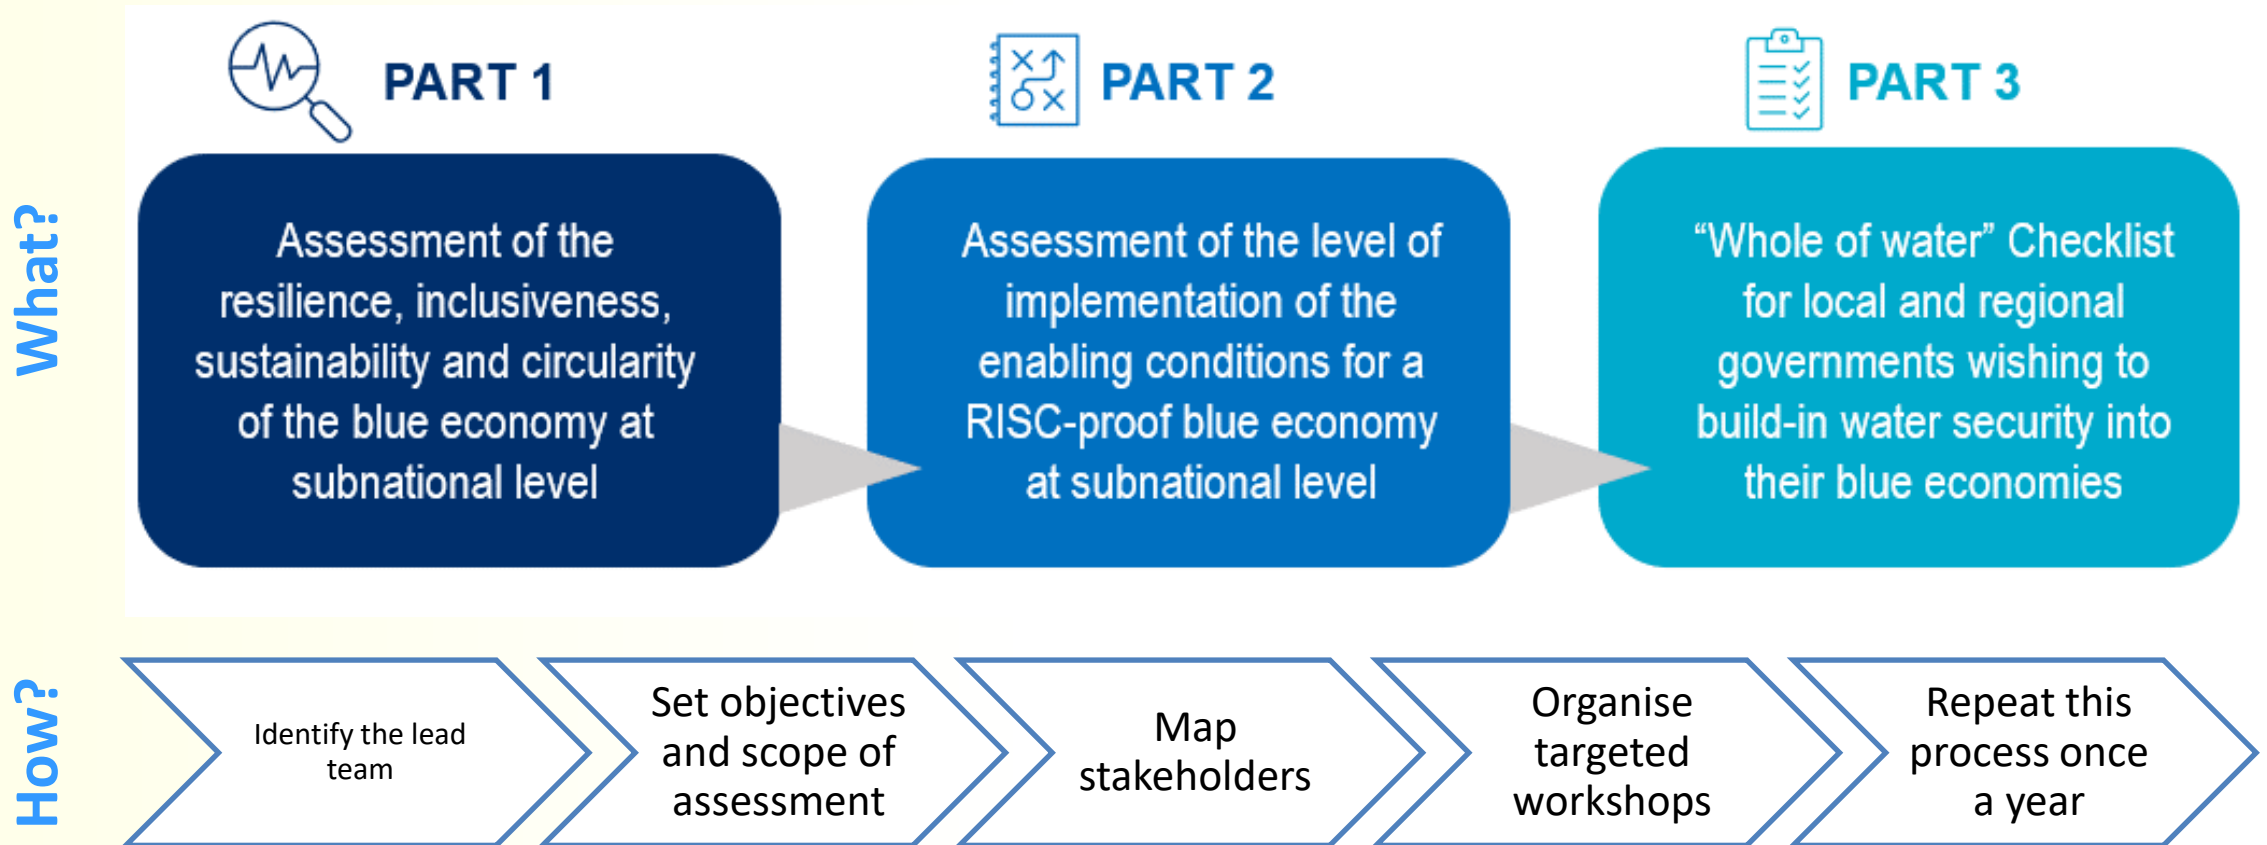 What?
PART 1
Assessment of the
resilience, inclusiveness,
sustainability and circularity
of the blue economy at
subnational level
PART 2
Assessment of the level of
implementation of the
enabling conditions for a
RISC-proof blue economy
at subnational level
PART 3
“Whole of water” Checklist
for local and regional
governments wishing to
build-in water security into
their blue economies
How?
Identify the lead
team
Set objectives
and scope of
assessment
Map
stakeholders
Organise
targeted
workshops
Repeat this
process once
a year